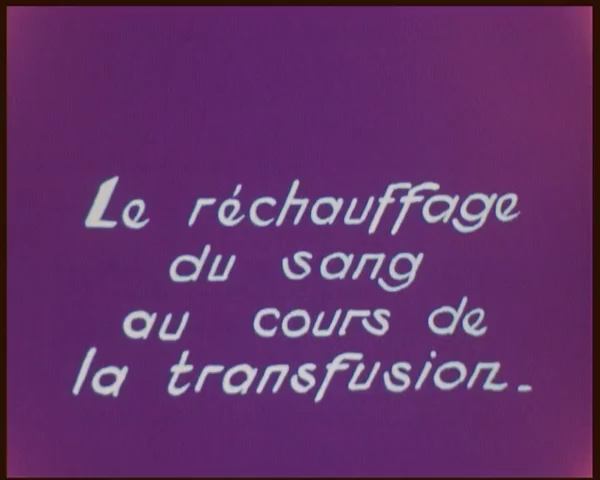 Le réchauffage
du sang
au cours de
la transfusion.